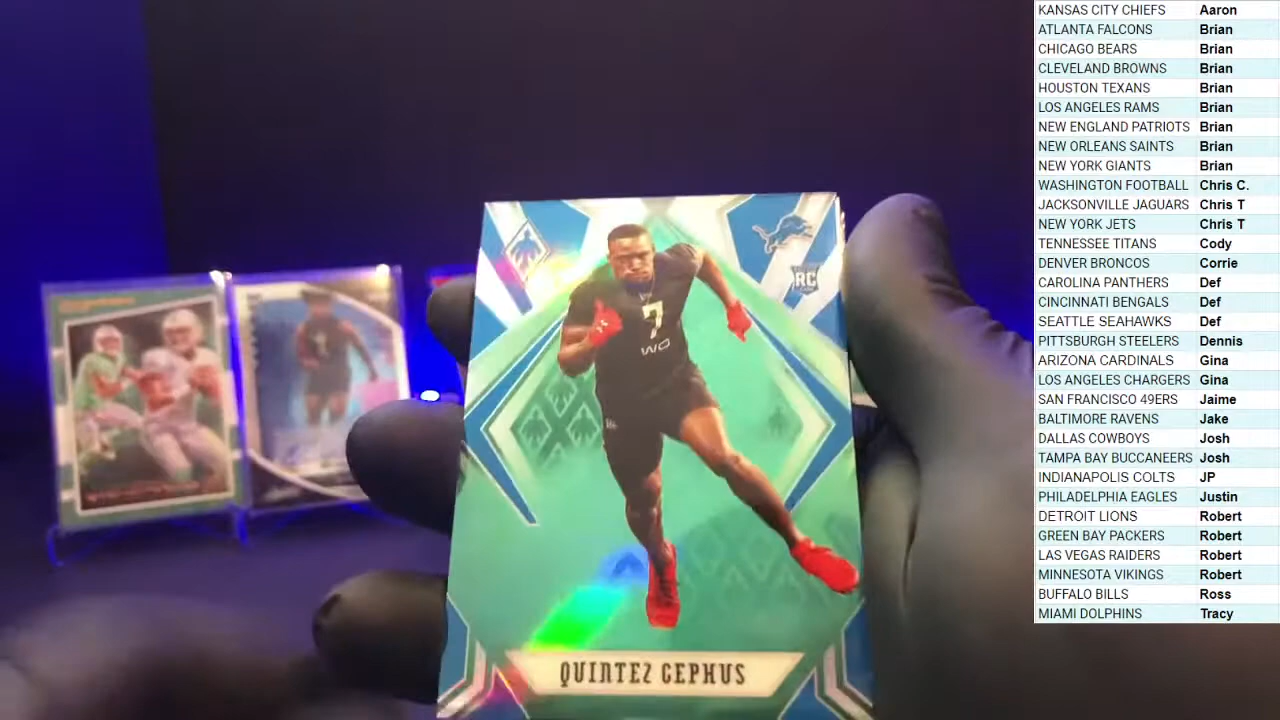 KANSAS CITY CHIEFS Aaron
ATLANTA FALCONS Brian
CHICAGO BEARS Brian
CLEVELAND BROWNS Brian
HOUSTON TEXANS Brian
LOS ANGELES RAMS Brian
NEW ENGLAND PATRIOTS Brian
NEW ORLEANS SAINTS Brian
NEW YORK GIANTS Brian
WASHINGTON FOOTBALL Chris C.
JACKSONVILLE JAGUARS Chris T
NEW YORK JETS Chris T
TENNESSEE TITANS Cody
DENVER BRONCOS Corrie
CAROLINA PANTHERS Def
CINCINNATI BENGALS Def
SEATTLE SEAHAWKS Def
PITTSBURGH STEELERS Dennis
ARIZONA CARDINALS Gina
LOS ANGELES CHARGERS Gina
SAN FRANCISCO 49ERS Jaime
BALTIMORE RAVENS Jake
DALLAS COWBOYS Josh
TAMPA BAY BUCCANEERS Josh
INDIANAPOLIS COLTS JP
PHILADELPHIA EAGLES Justin
DETROIT LIONS Robert
GREEN BAY PACKERS Robert
LAS VEGAS RAIDERS Robert
MINNESOTA VIKINGS Robert
BUFFALO BILLS Ross
MIAMI DOLPHINS Tracy
RC
7
WO
QUINTEZ CEPHUS